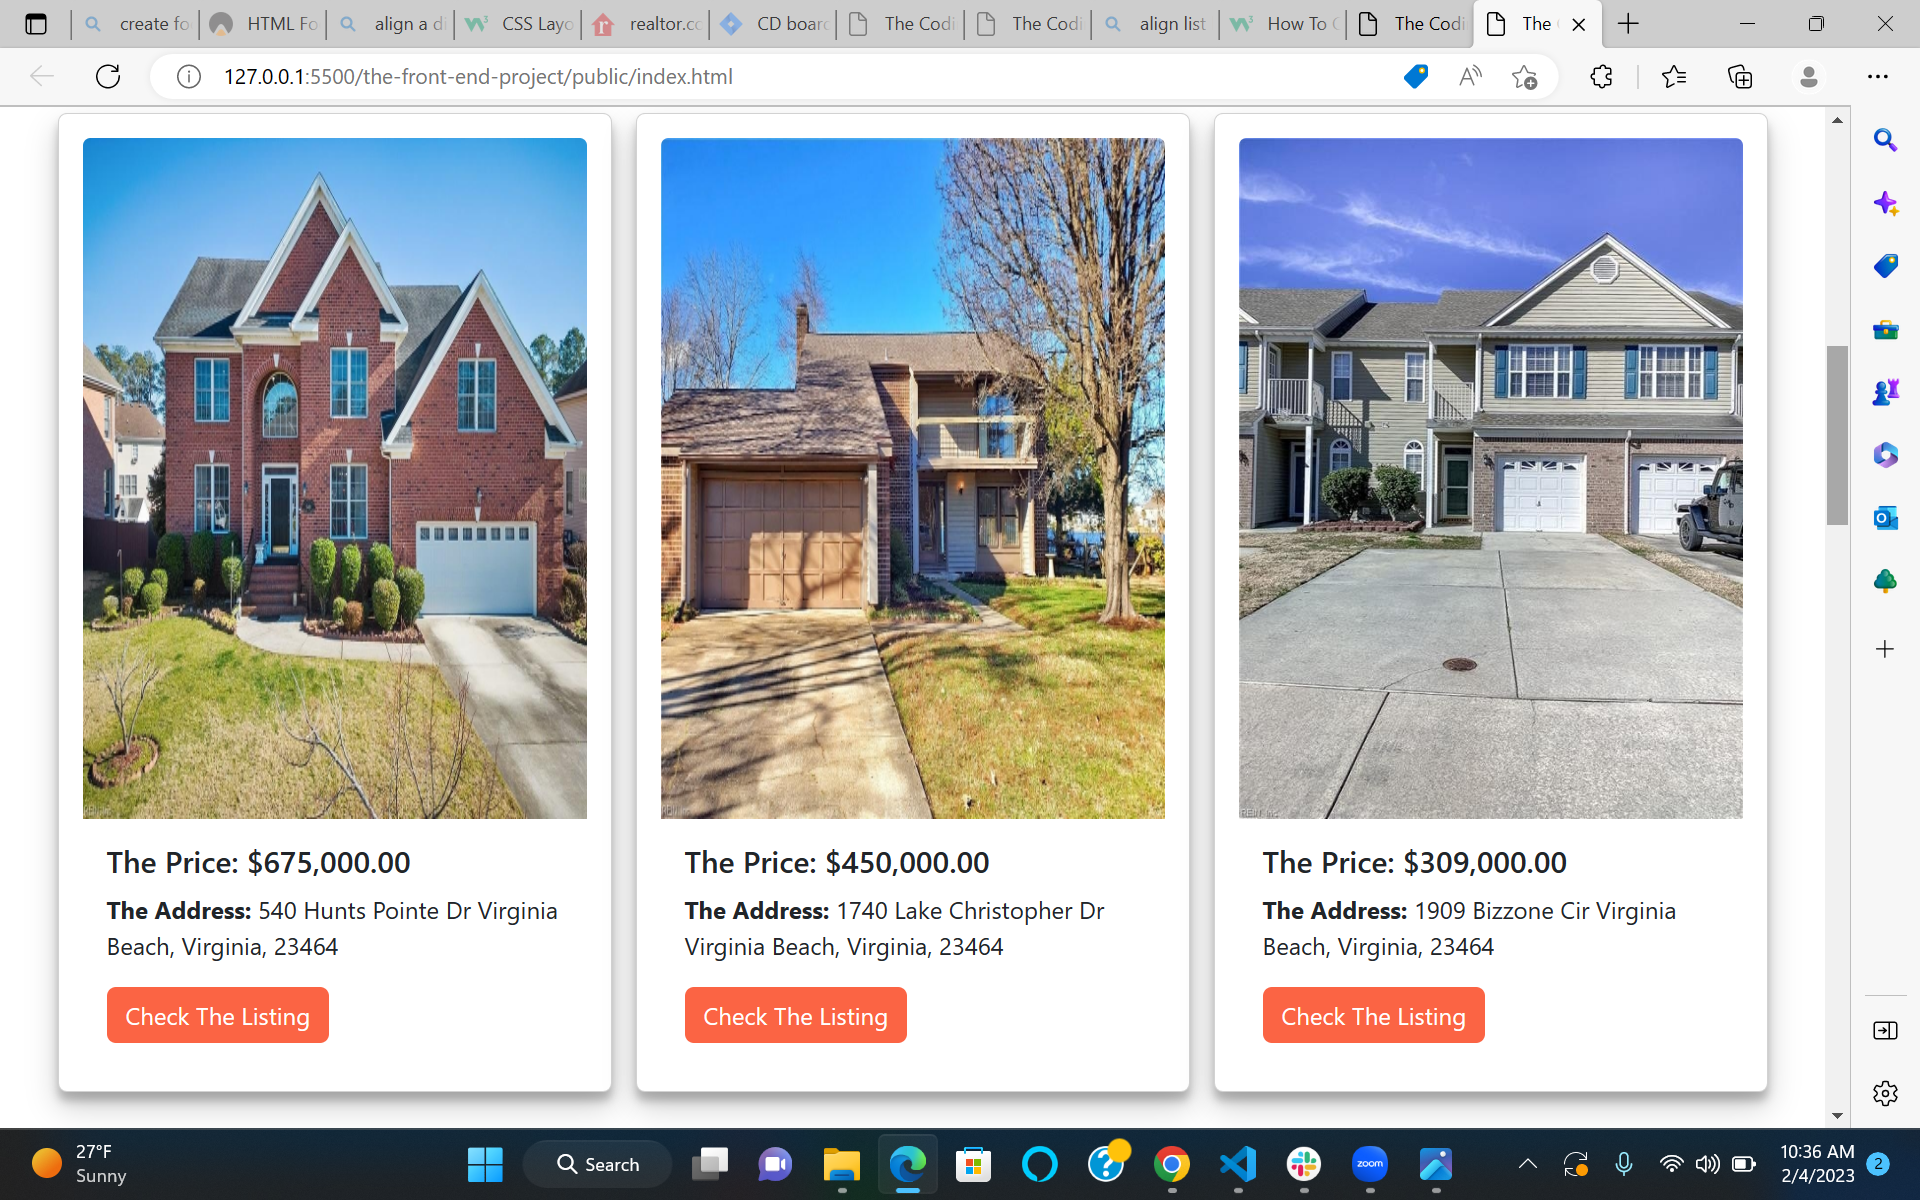 create fo
HTML Fo
align a di
CSS Layo
realtor.cc
CD board
The Codi
The Codi
align list
How To C
The Codi
The
127.0.0.1:5500/the-front-end-project/public/index.html
The Price: $675,000.00
The Address: 540 Hunts Pointe Dr Virginia
Beach, Virginia, 23464
Check The Listing
The Price: $450,000.00
The Address: 1740 Lake Christopher Dr
Virginia Beach, Virginia, 23464
Check The Listing
The Price: $309,000.00
The Address: 1909 Bizzone Cir Virginia
Beach, Virginia, 23464
Check The Listing
27°F
Sunny
Search
zoom
10:36 AM
2/4/2023
2